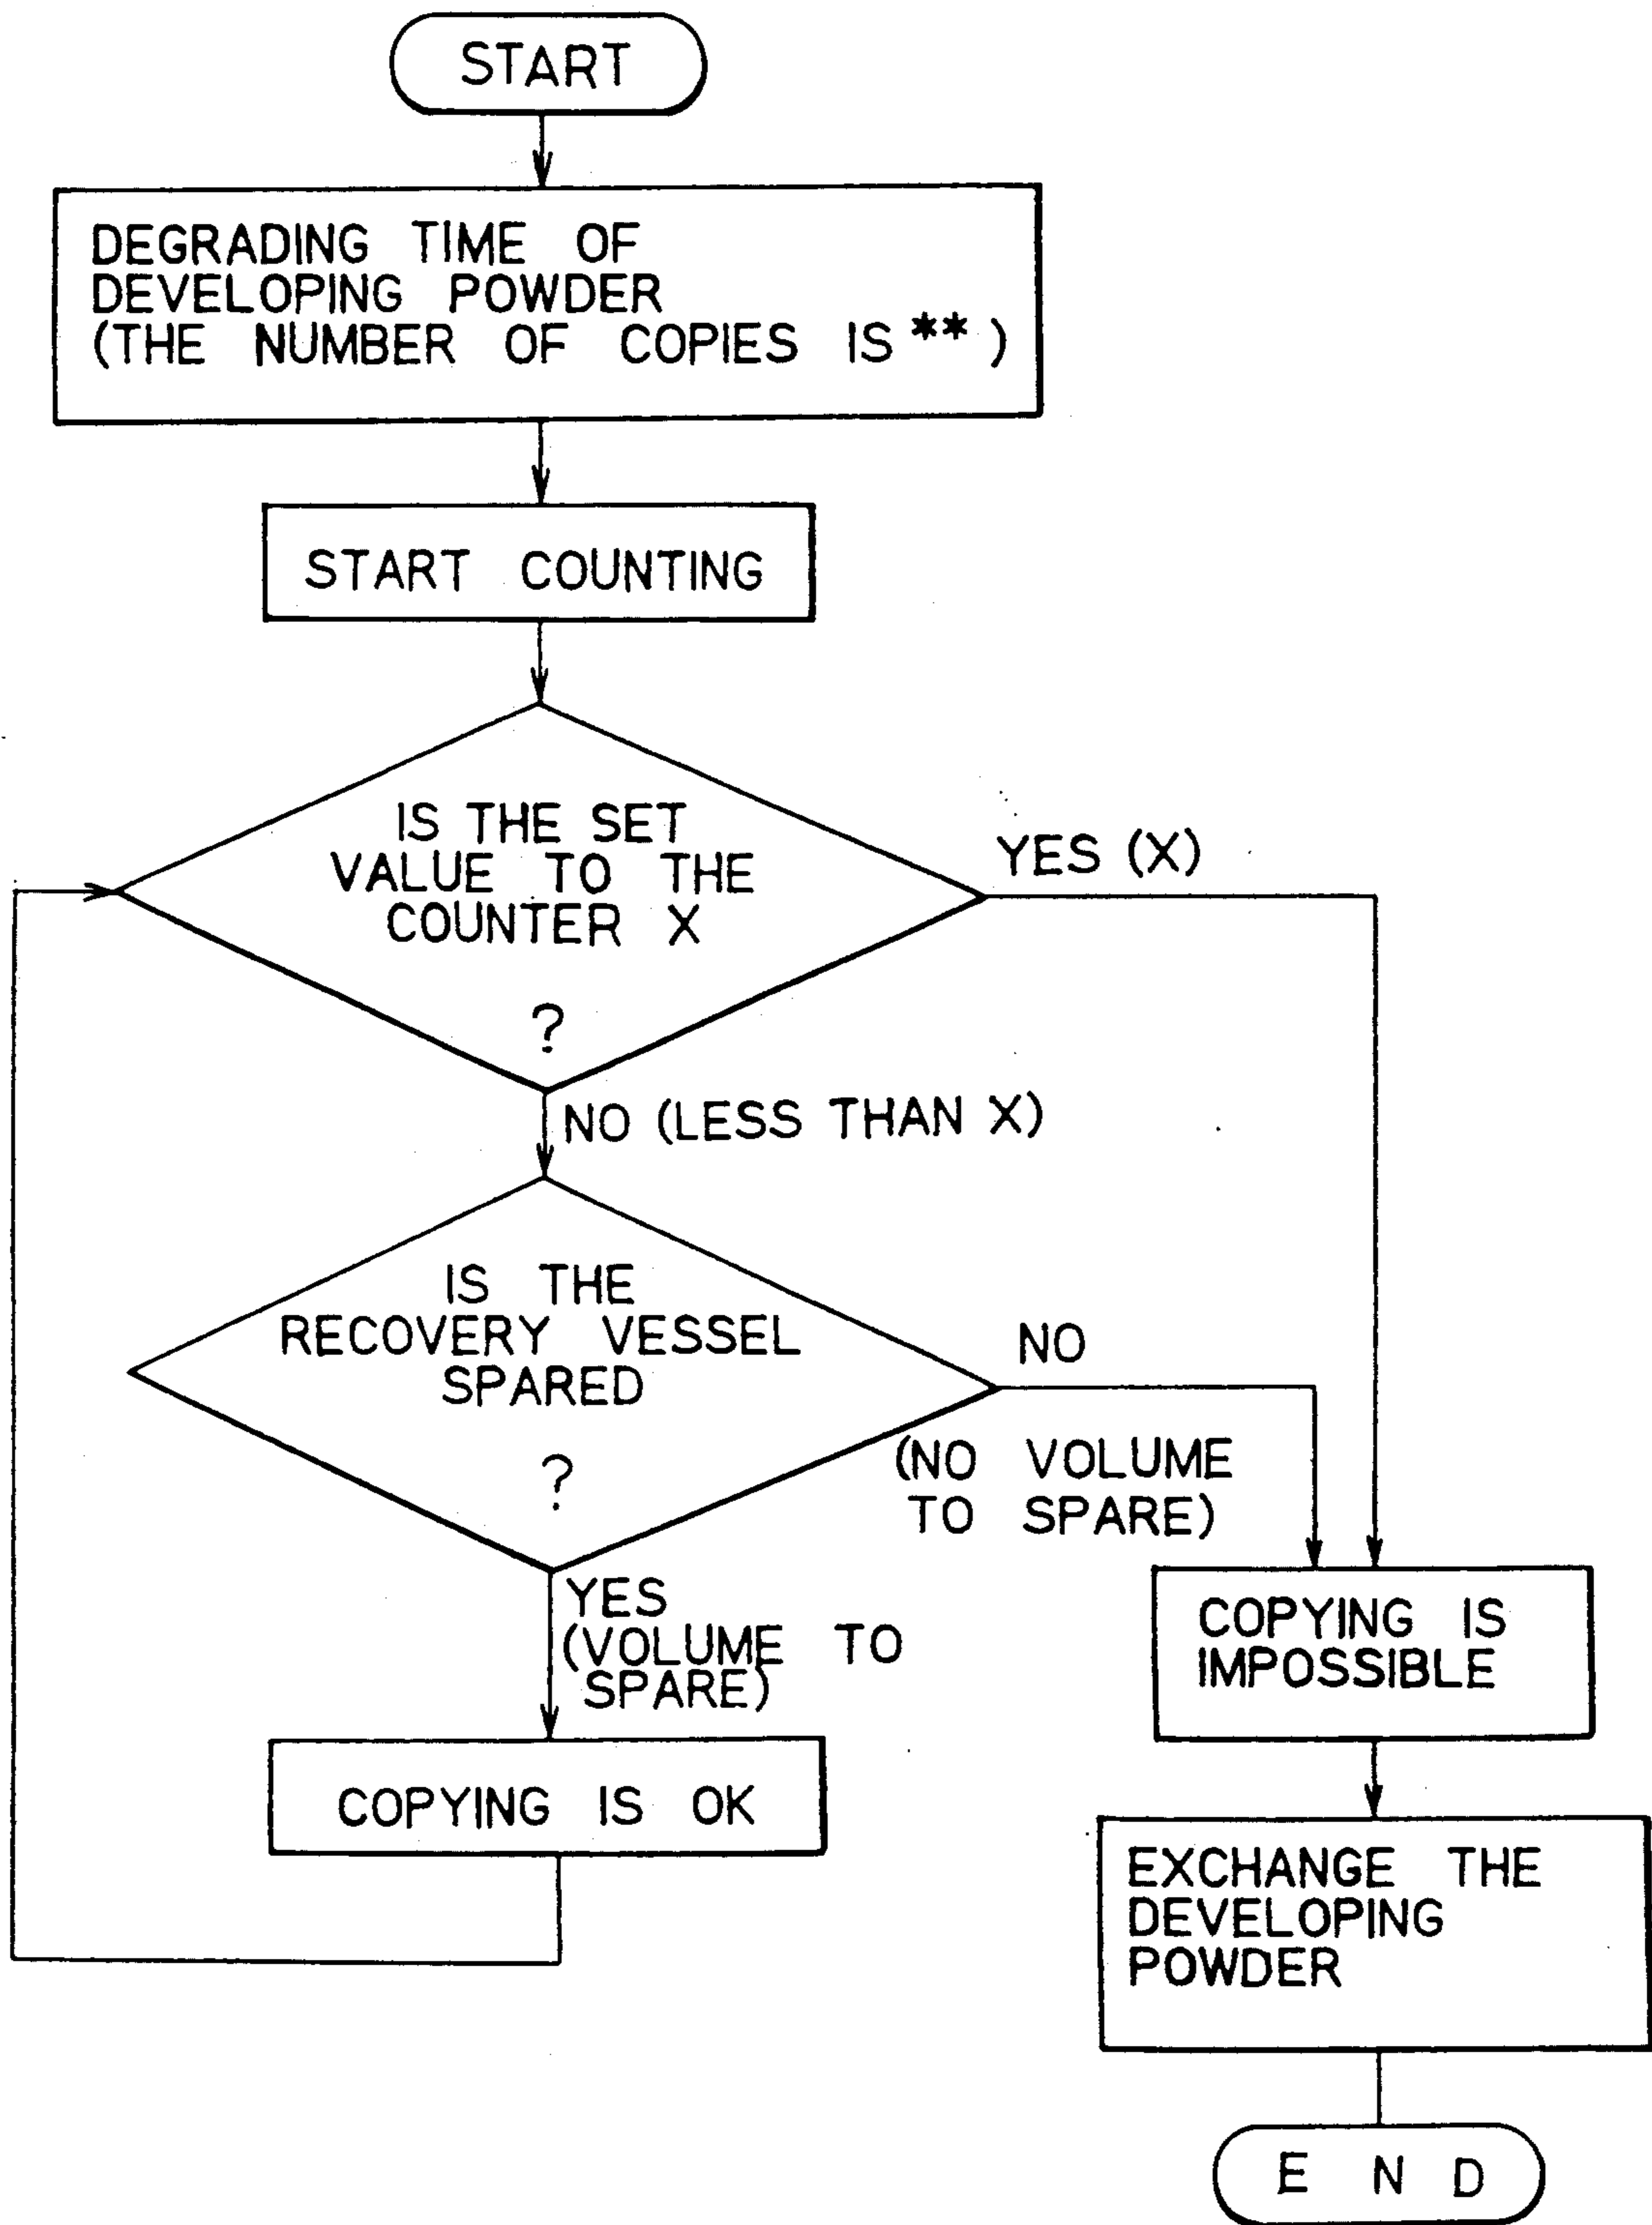 START
DEGRADING TIME OF
DEVELOPING POWDER
(THE NUMBER OF COPIES IS ** )
START COUNTING
IS THE SET
VALUE TO THE
COUNTER X
?
YES (X)
NO (LESS THAN X)
IS THE
RECOVERY VESSEL
SPARED
?
NO
(NO VOLUME
TO SPARE)
YES
(VOLUME TO
SPARE)
COPYING IS OK
COPYING IS
IMPOSSIBLE
EXCHANGE THE
DEVELOPING
POWDER
E N D